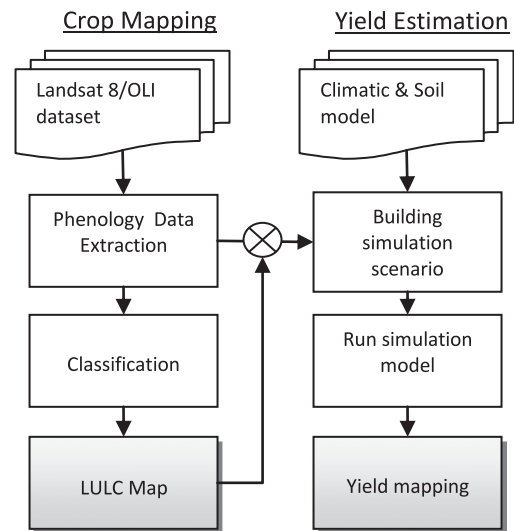 Crop Mapping
Landsat 8/OLI
dataset
Phenology Data
Extraction
Classification
LULC Map
Yield Estimation
Climatic & Soil
model
Building
simulation
scenario
Run simulation
model
Yield mapping